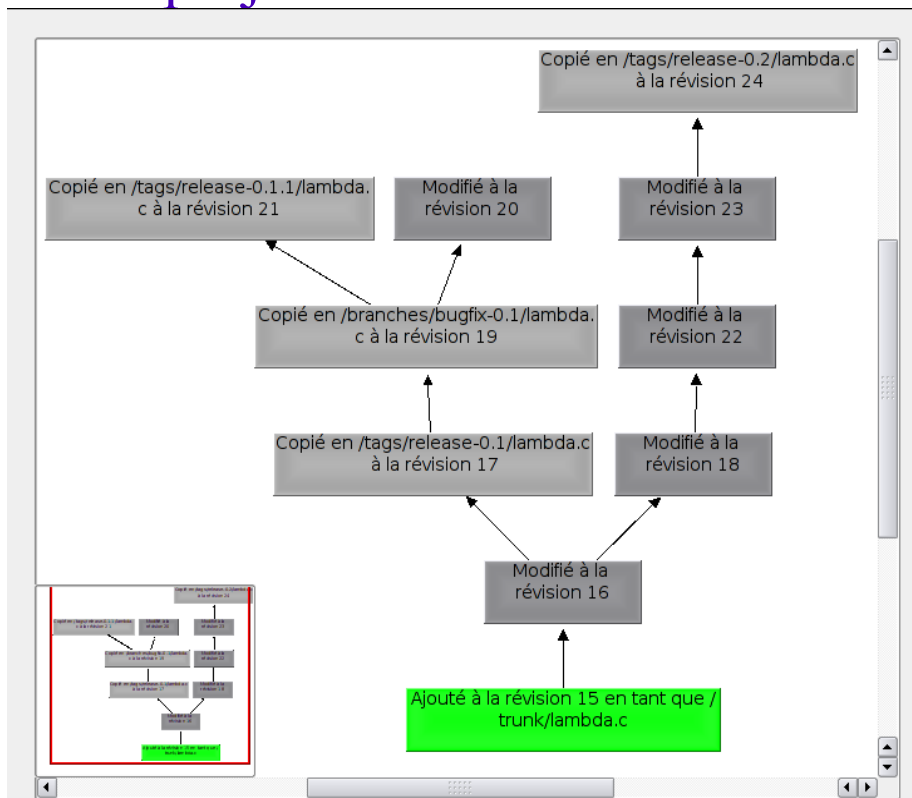 Copié en /tags/release-0.2/lambda.c
à la révision 24
Copié en /tags/release-0.1.1/lambda.
c à la révision 21
Modifié à la
révision 20
Modifié à la
révision 23
Copié en /branches/bugfix-0.1/lambda.
c à la révision 19
Modifié à la
révision 22
Copié en /tags/release-0.1/lambda.c
à la révision 17
Modifié à la
révision 18
Modifié à la
révision 16
Ajouté à la révision 15 en tant que /
trunk/lambda.c